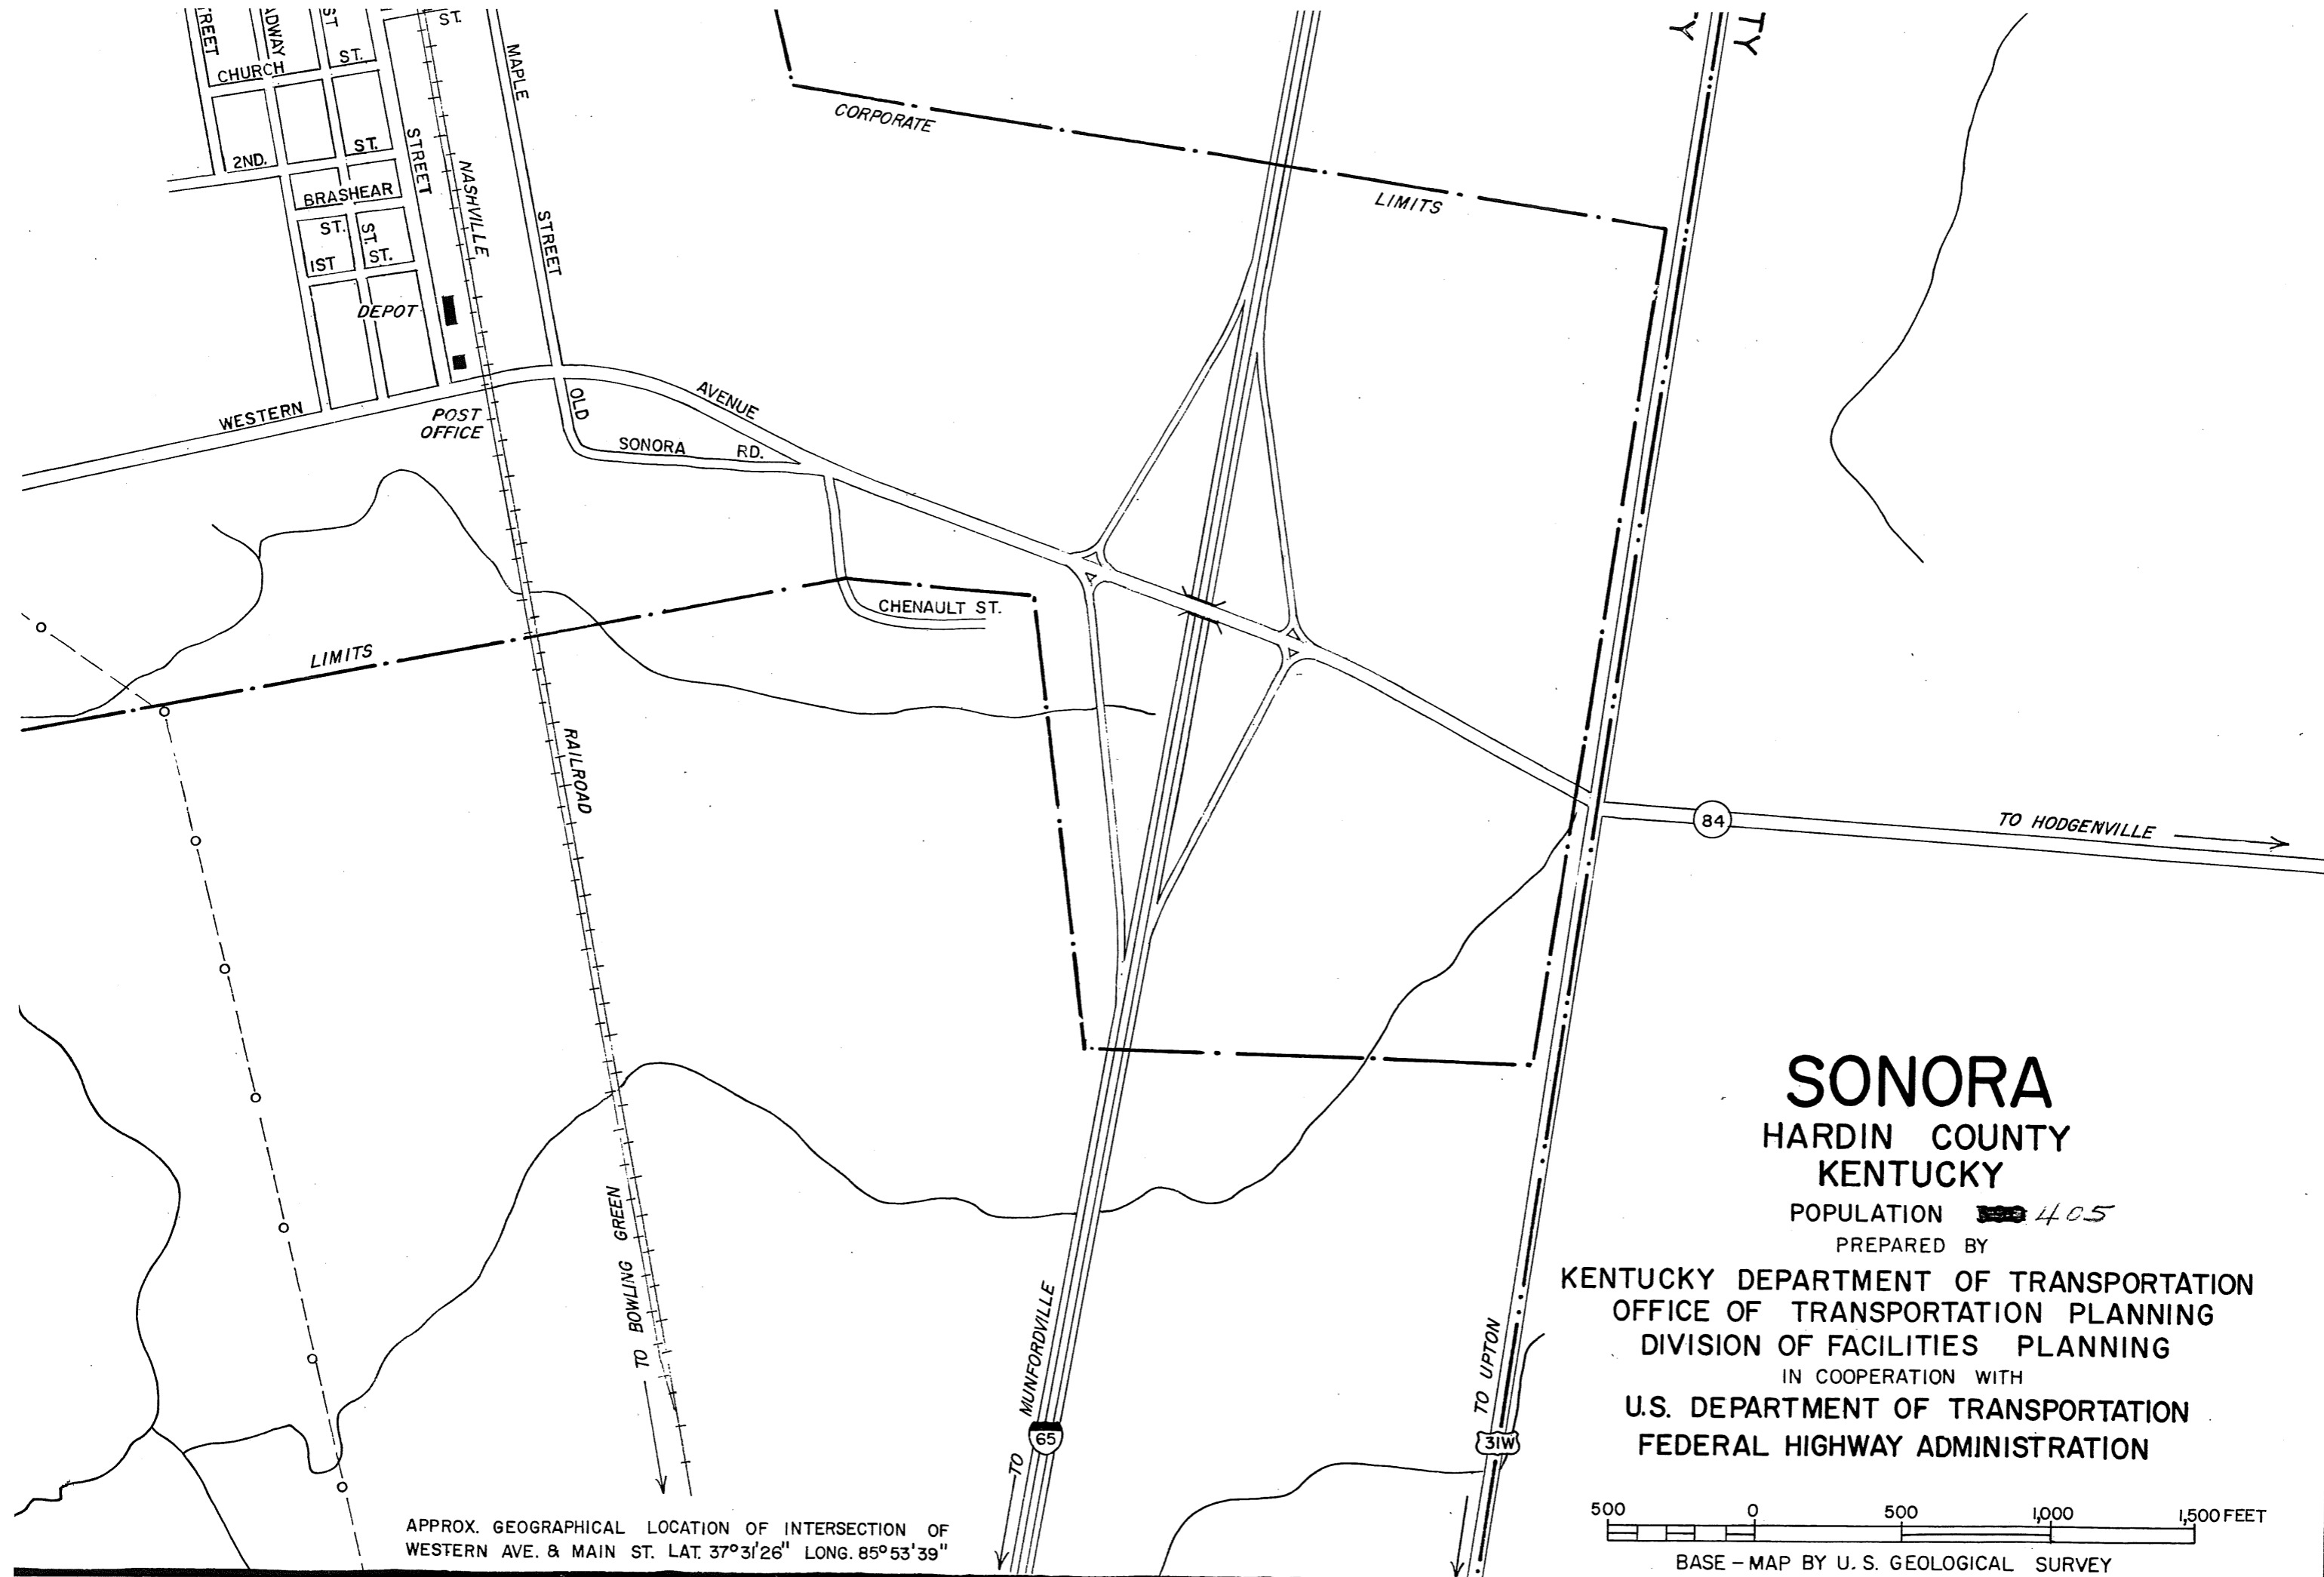 ST.
MAPLE
CHURCH
ST.
CORPORATE
2ND.
ST.
STREET
NASHVILLE
LIMITS
BRASHEAR
ST.
ST.
STREET
1ST
ST.
DEPOT
WESTERN
POST
OFFICE
OLD
AVENUE
SONORA RD.
CHENAULT ST.
LIMITS
RAILROAD
84
TO HODGENVILLE
TO BOWLING GREEN
TO MUNFORDVILLE
65
TO UPTON
31W
SONORA
HARDIN COUNTY
KENTUCKY
POPULATION 405
PREPARED BY
KENTUCKY DEPARTMENT OF TRANSPORTATION
OFFICE OF TRANSPORTATION PLANNING
DIVISION OF FACILITIES PLANNING
IN COOPERATION WITH
U.S. DEPARTMENT OF TRANSPORTATION
FEDERAL HIGHWAY ADMINISTRATION
500 0 500 1,000 1,500 FEET
BASE-MAP BY U.S. GEOLOGICAL SURVEY
APPROX. GEOGRAPHICAL LOCATION OF INTERSECTION OF
WESTERN AVE. & MAIN ST. LAT. 37°31'26" LONG. 85°53'39"